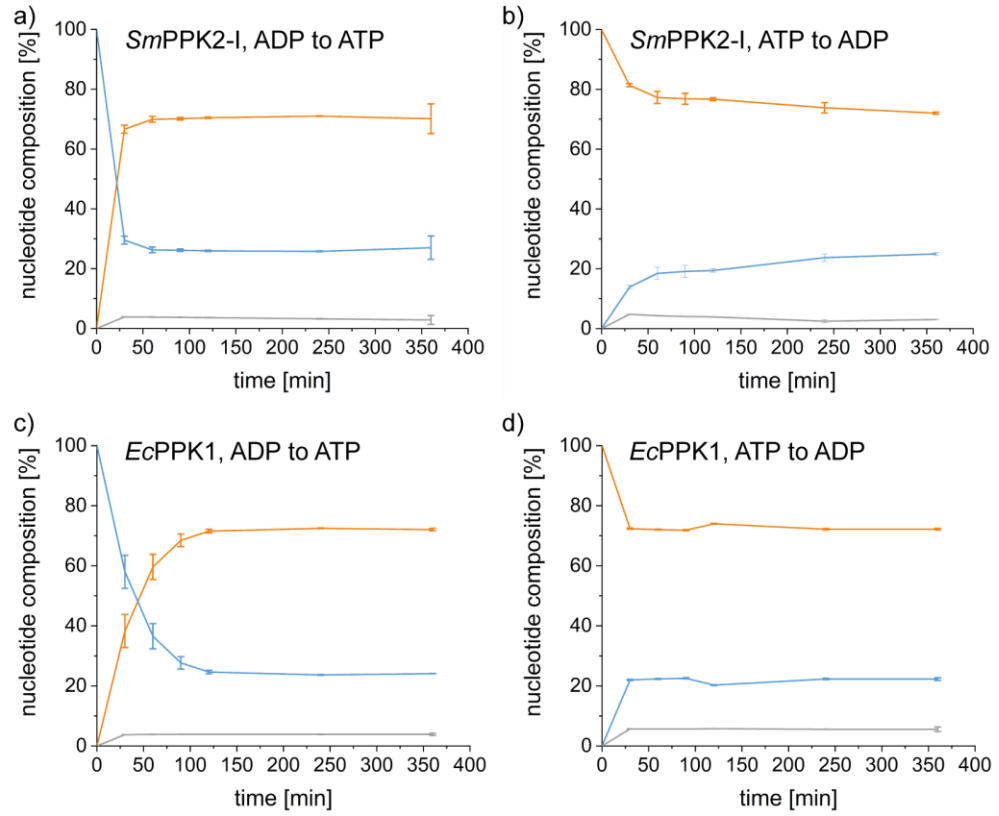 a)
SmPPK2-I, ADP to ATP
nucleotide composition [%]
100
80
60
40
20
0
0 50 100 150 200 250 300 350 400
time [min]
b)
SmPPK2-I, ATP to ADP
nucleotide composition [%]
100
80
60
40
20
0
0 50 100 150 200 250 300 350 400
time [min]
c)
EcPPK1, ADP to ATP
nucleotide composition [%]
100
80
60
40
20
0
0 50 100 150 200 250 300 350 400
time [min]
d)
EcPPK1, ATP to ADP
nucleotide composition [%]
100
80
60
40
20
0
0 50 100 150 200 250 300 350 400
time [min]